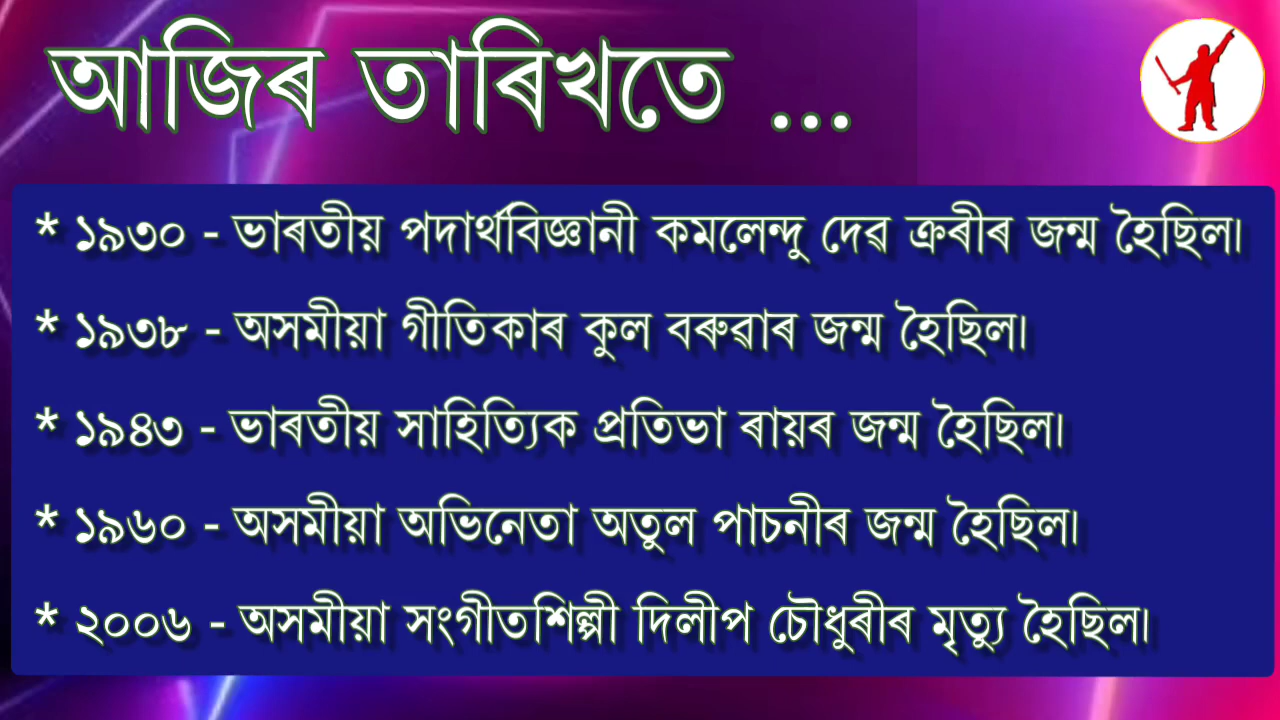 আজিৰ তাৰিখতে ...
* ১৯৩০ - ভাৰতীয় পদাৰ্থবিজ্ঞানী কমলেন্দু দেৱ ক্ৰৰীৰ জন্ম হৈছিল।
* ১৯৩৮ - অসমীয়া গীতিকাৰ কুল বৰুৱাৰ জন্ম হৈছিল।
* ১৯৪৩ - ভাৰতীয় সাহিত্যিক প্ৰতিভা ৰায়ৰ জন্ম হৈছিল।
* ১৯৬০ - অসমীয়া অভিনেতা অতুল পাচনীৰ জন্ম হৈছিল।
* ২০০৬ - অসমীয়া সংগীতশিল্পী দিলীপ চৌধুৰীৰ মৃত্যু হৈছিল।